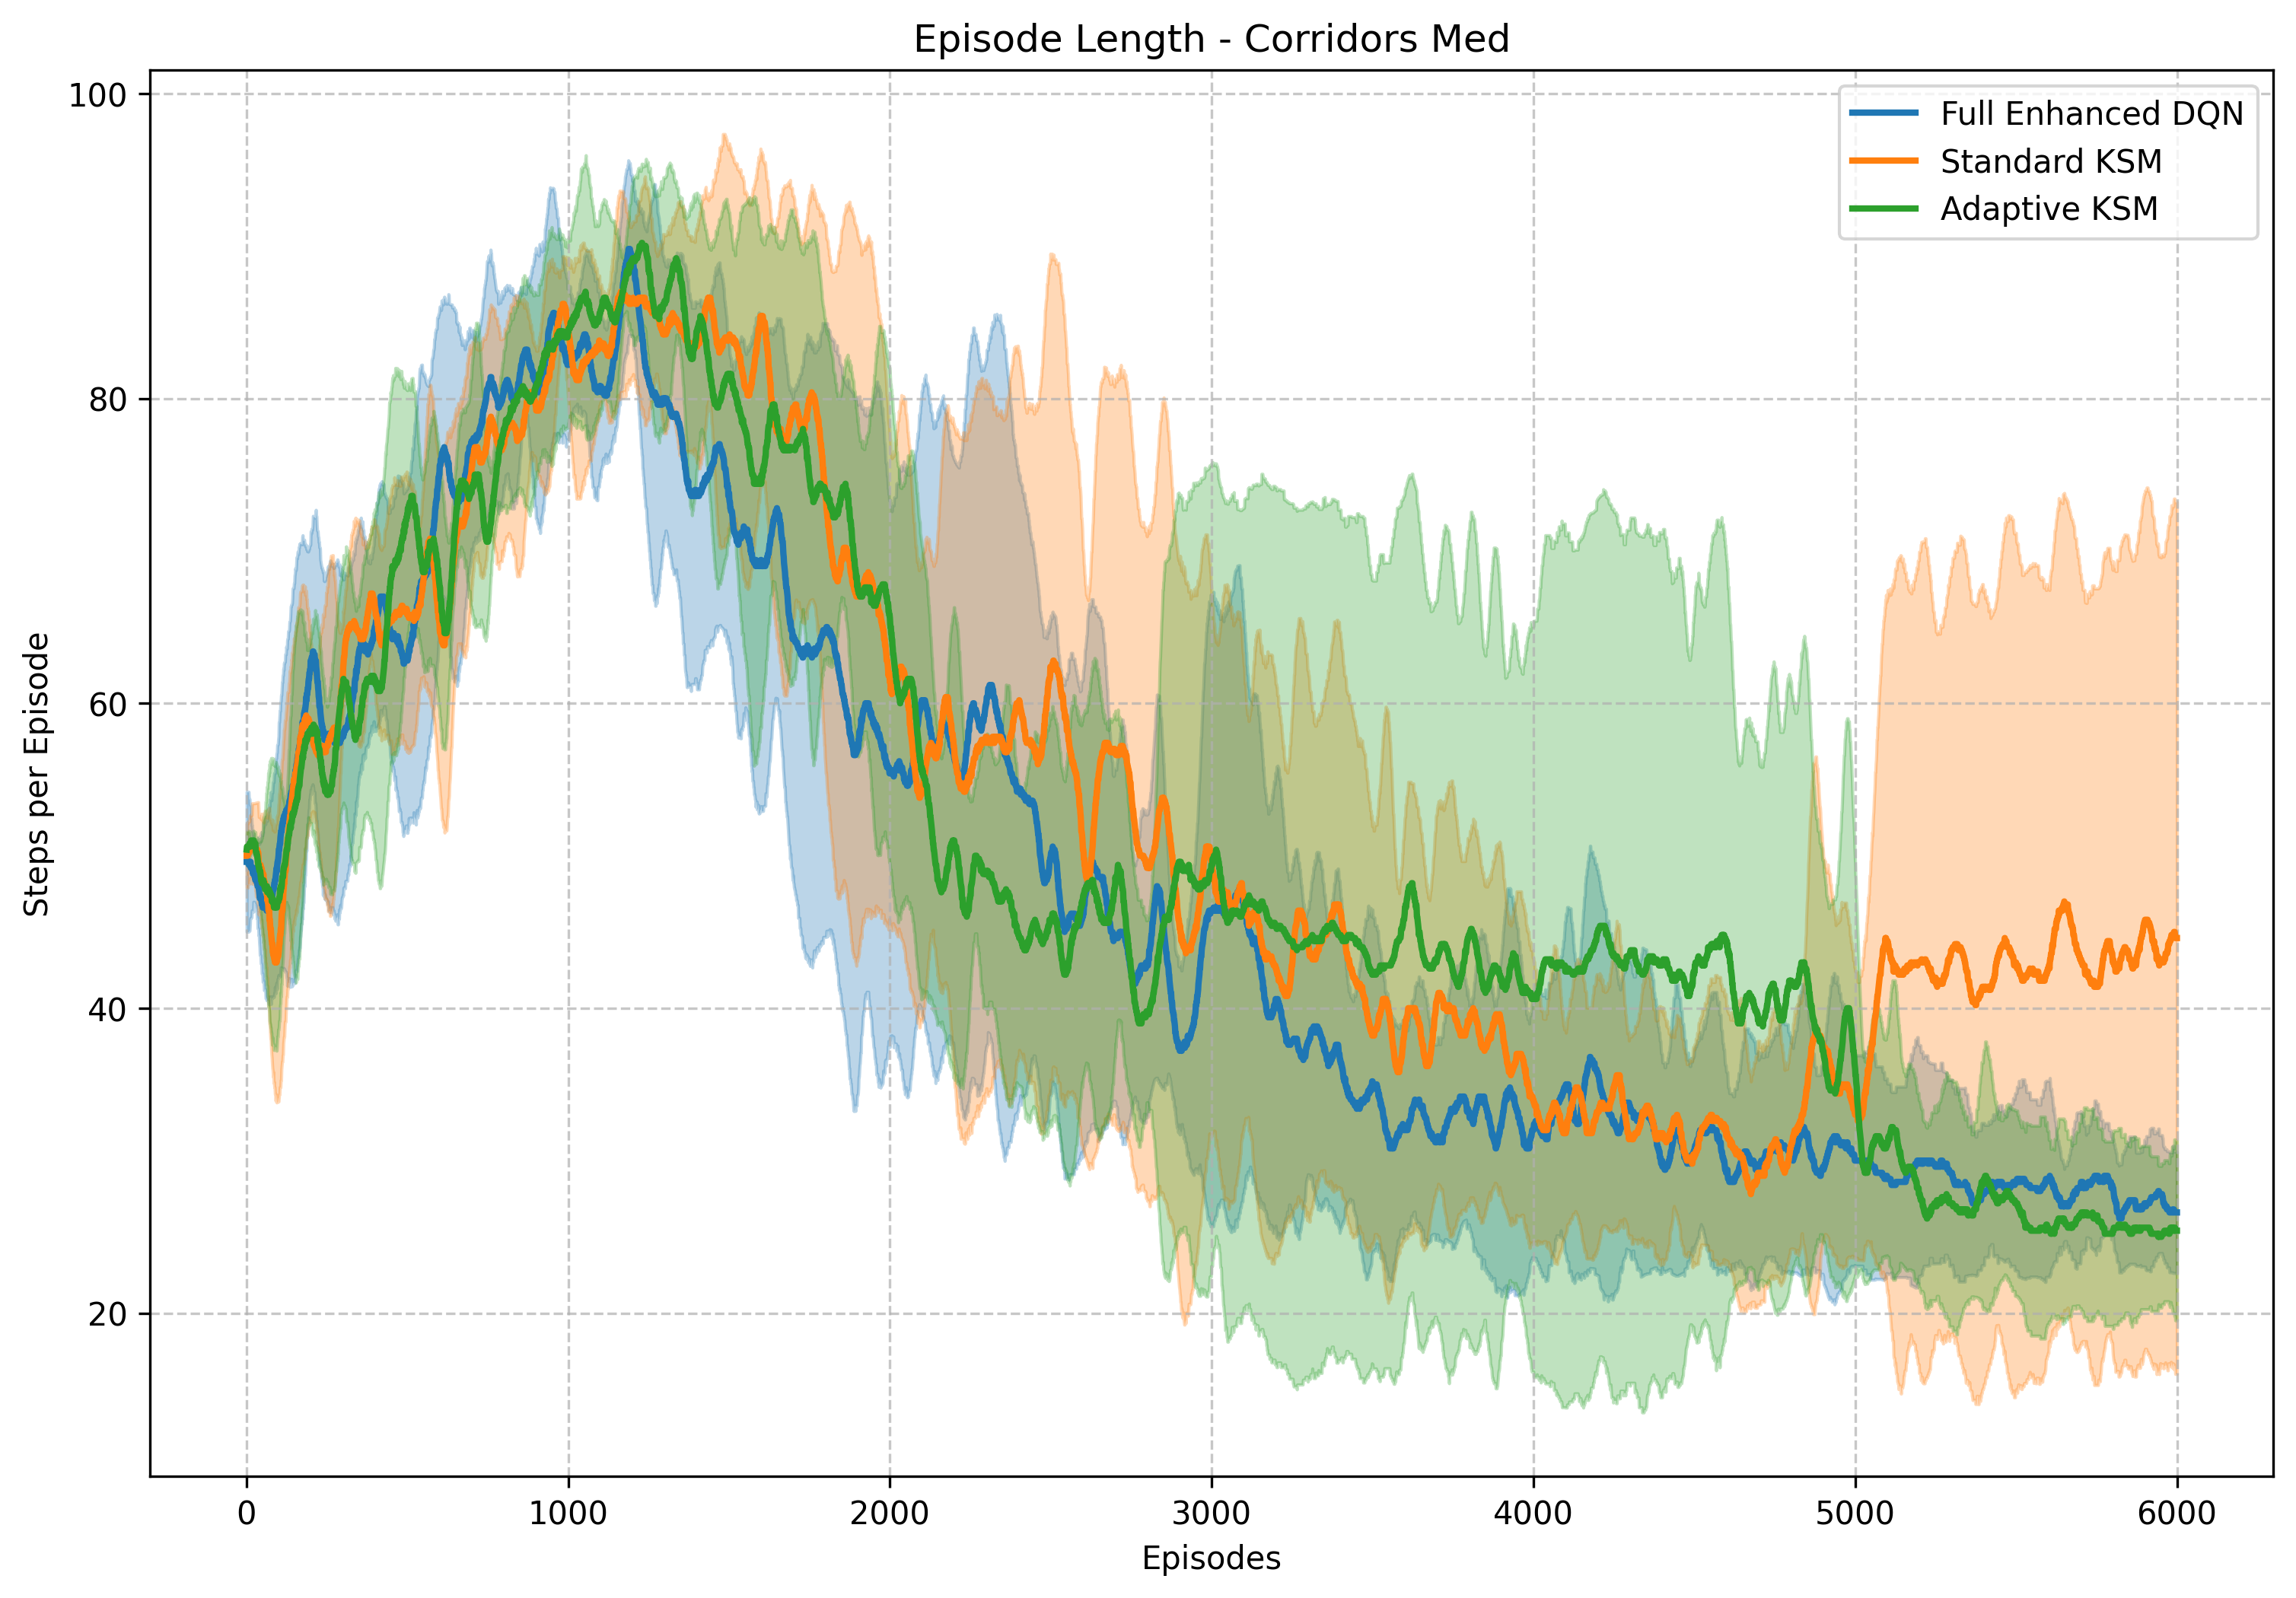 Episode Length - Corridors Med
100
80
60
40
20
Steps per Episode
Full Enhanced DQN
Standard KSM
Adaptive KSM
0 1000 2000 3000 4000 5000 6000
Episodes